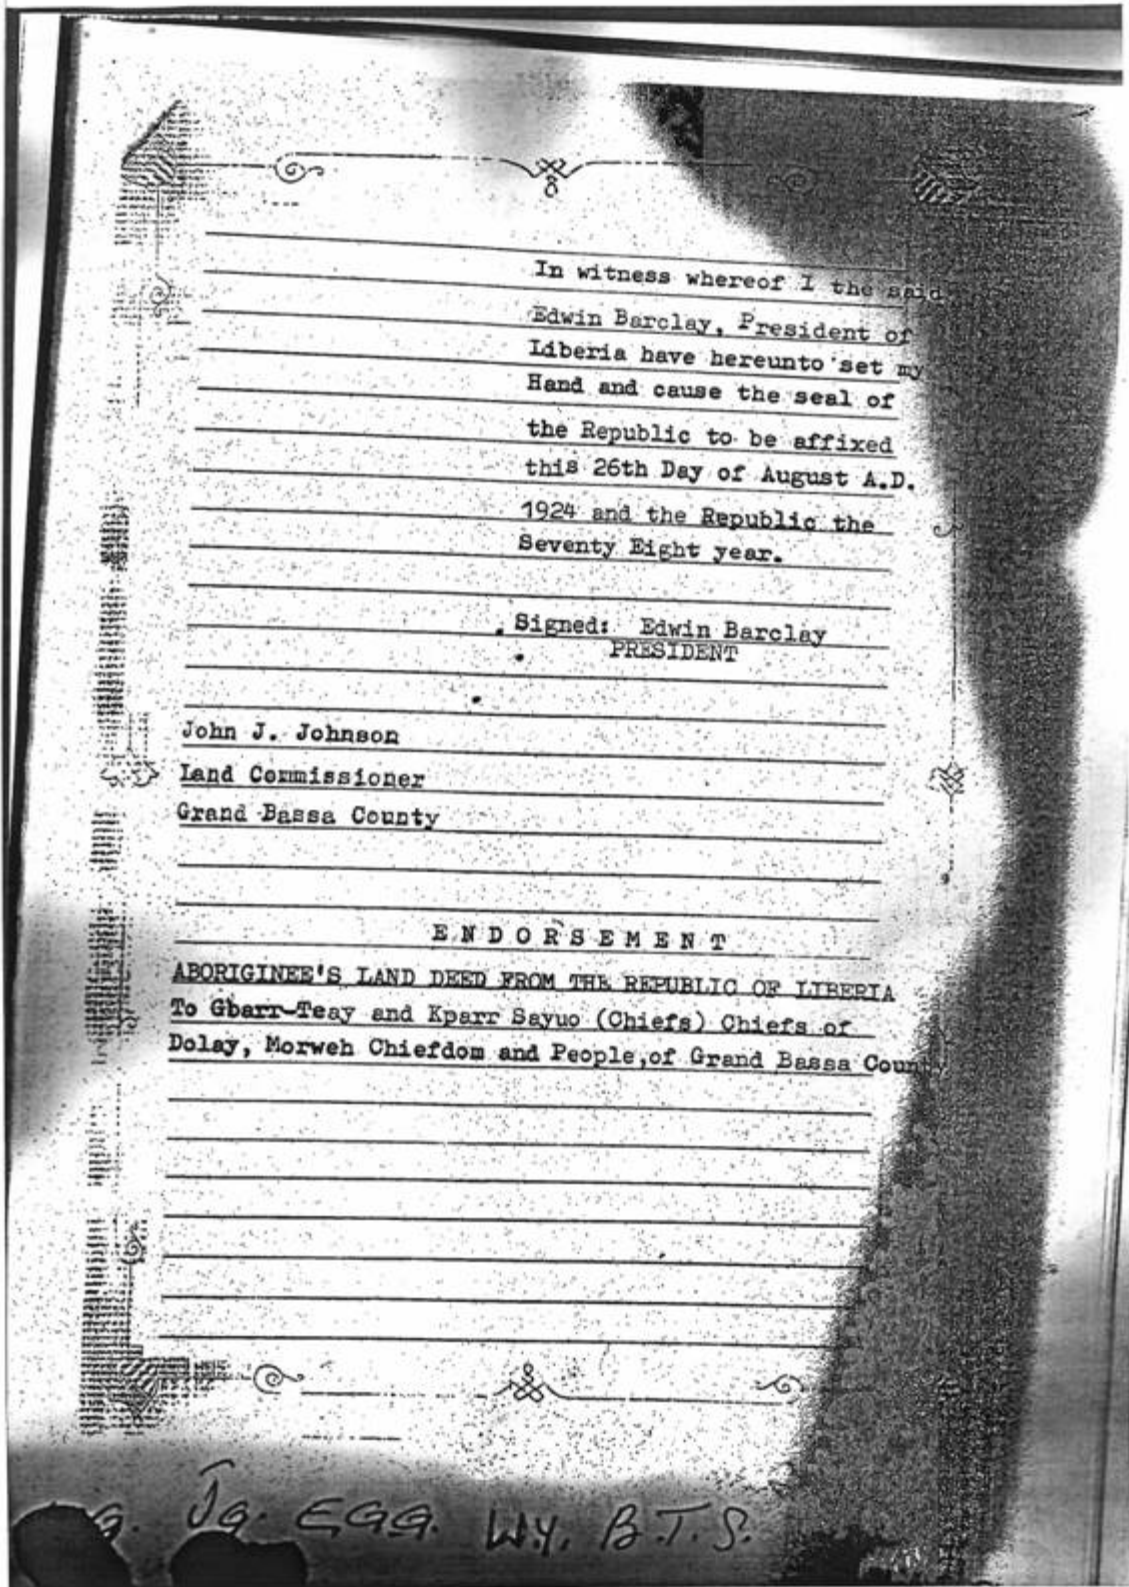 In witness whereof I the said
Edwin Barclay, President of
Liberia have hereunto set my
Hand and cause the seal of
the Republic to be affixed
this 26th Day of August A.D.
1924 and the Republic the
Seventy Eight year.
Signed: Edwin Barclay
PRESIDENT
John J. Johnson
Land Commissioner
Grand Bassa County
ENDORSEMENT
ABORIGINEE'S LAND DEED FROM THE REPUBLIC OF LIBERIA
To Gbarr-Teay and Kparr Sayuo (Chiefs) Chiefs of
Dolay, Morweh Chiefdom and People,of Grand Bassa County
JG. EGG. W.Y. B.T.S.